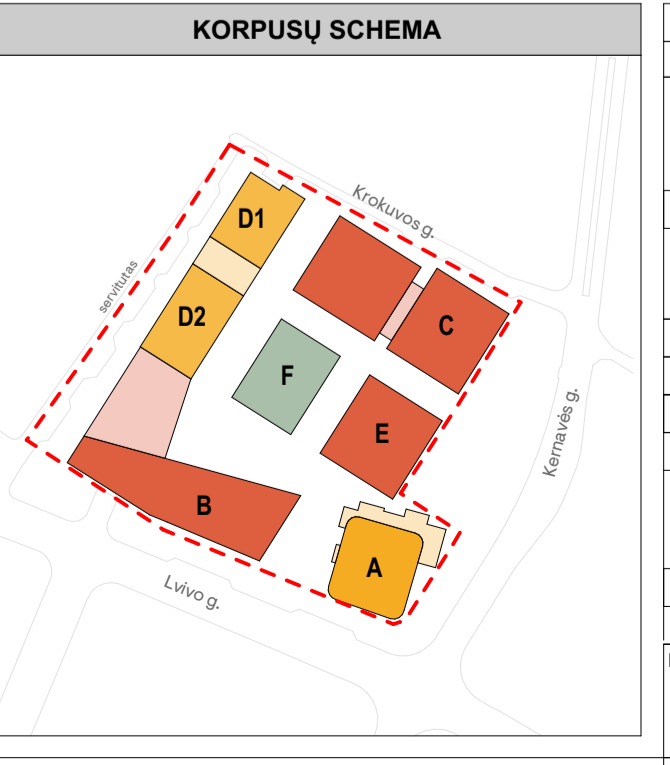 KORPUSŲ SCHEMA
Krokuvos g.
D1
servitutas
D2
C
F
E
Kernavės g.
B
A
Lvivo g.